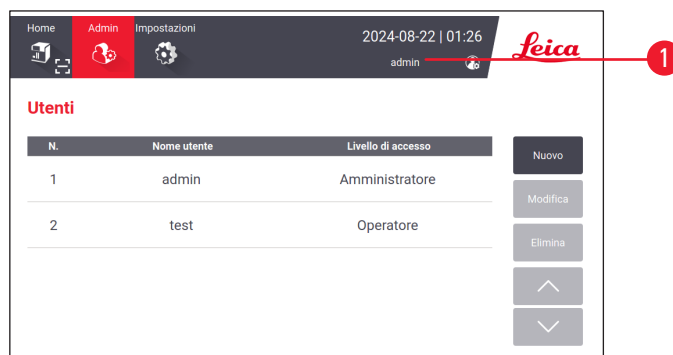 Home Admin Impostazioni
2024-08-22 | 01:26
admin
Leica
1
Utenti
N. Nome utente Livello di accesso
1 admin Amministratore
2 test Operatore
Nuovo
Modifica
Elimina